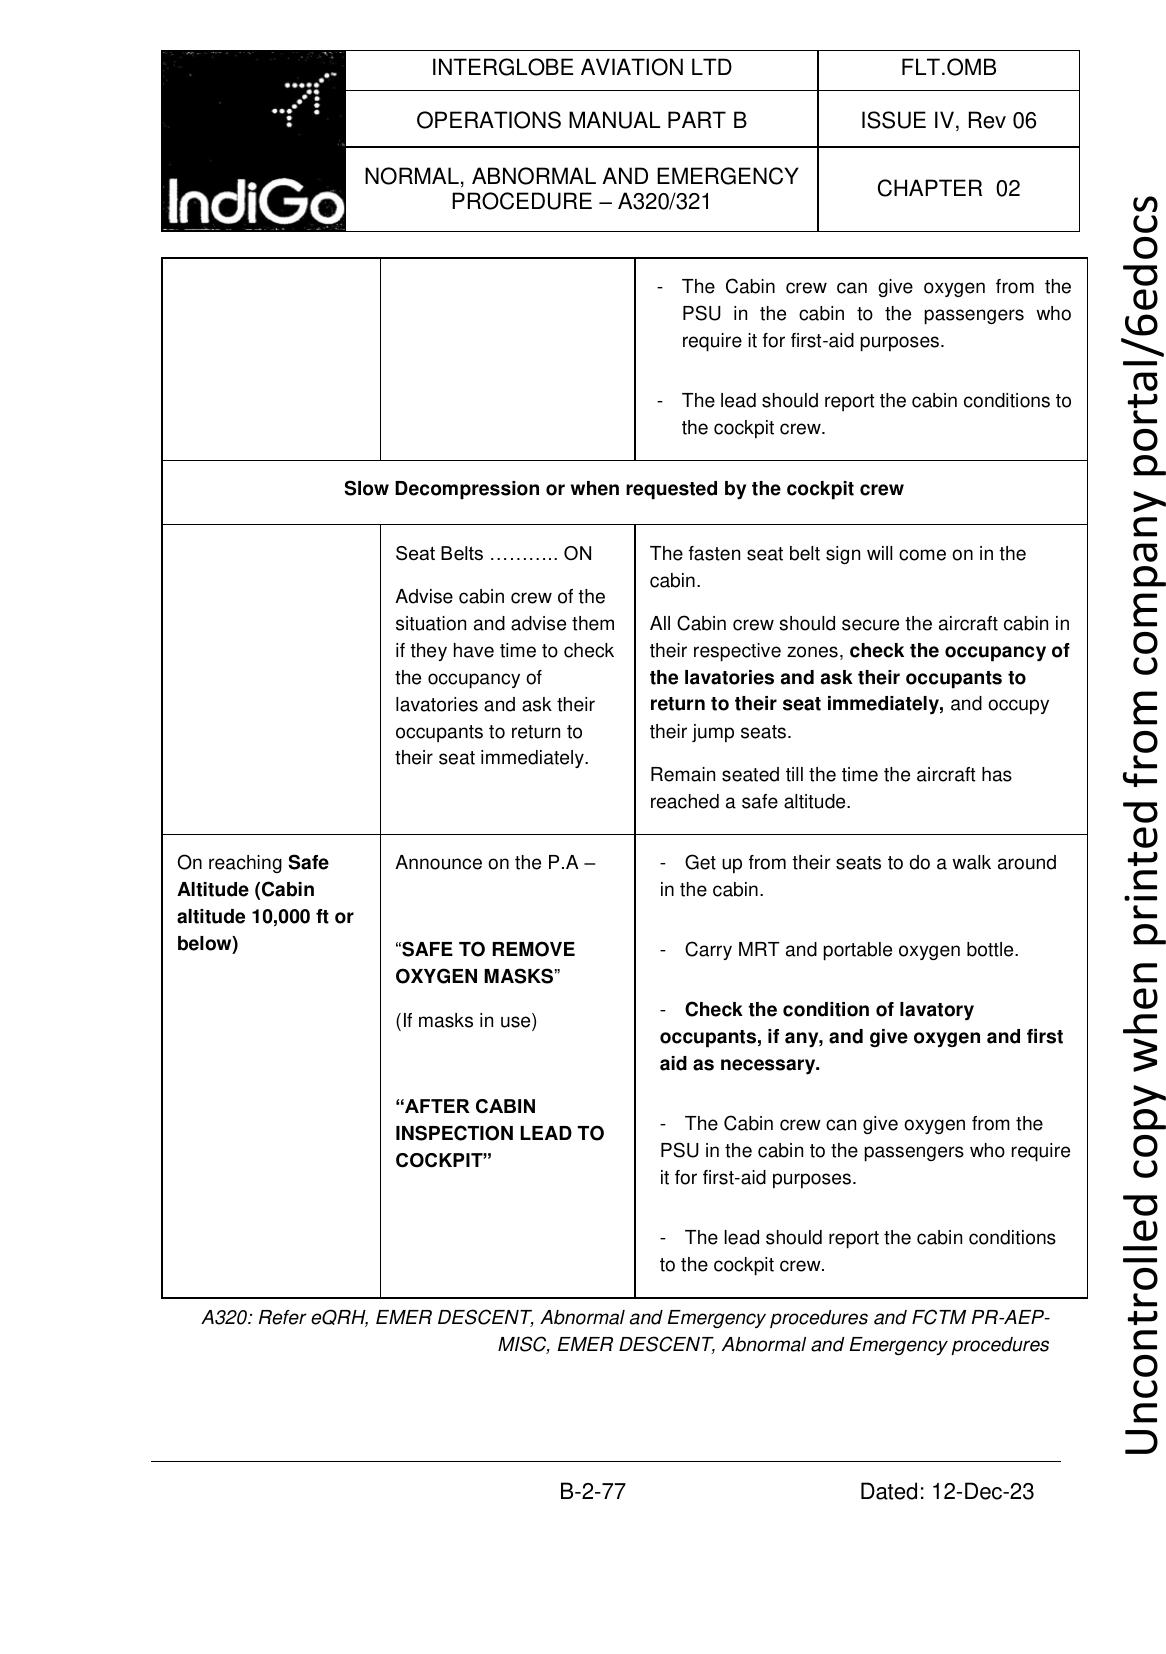 IndiGo
INTERGLOBE AVIATION LTD
FLT.OMB
OPERATIONS MANUAL PART B
ISSUE IV, Rev 06
NORMAL, ABNORMAL AND EMERGENCY
PROCEDURE – A320/321
CHAPTER 02
- The Cabin crew can give oxygen from the
PSU in the cabin to the passengers who
require it for first-aid purposes.
- The lead should report the cabin conditions to
the cockpit crew.
Slow Decompression or when requested by the cockpit crew
Seat Belts ……….. ON
Advise cabin crew of the
situation and advise them
if they have time to check
the occupancy of
lavatories and ask their
occupants to return to
their seat immediately.
The fasten seat belt sign will come on in the
cabin.
All Cabin crew should secure the aircraft cabin in
their respective zones, check the occupancy of
the lavatories and ask their occupants to
return to their seat immediately, and occupy
their jump seats.
Remain seated till the time the aircraft has
reached a safe altitude.
On reaching Safe
Altitude (Cabin
altitude 10,000 ft or
below)
Announce on the P.A –
“SAFE TO REMOVE
OXYGEN MASKS”
(If masks in use)
“AFTER CABIN
INSPECTION LEAD TO
COCKPIT”
- Get up from their seats to do a walk around
in the cabin.
- Carry MRT and portable oxygen bottle.
- Check the condition of lavatory
occupants, if any, and give oxygen and first
aid as necessary.
- The Cabin crew can give oxygen from the
PSU in the cabin to the passengers who require
it for first-aid purposes.
- The lead should report the cabin conditions
to the cockpit crew.
A320: Refer eQRH, EMER DESCENT, Abnormal and Emergency procedures and FCTM PR-AEP-
MISC, EMER DESCENT, Abnormal and Emergency procedures
B-2-77
Dated: 12-Dec-23
Uncontrolled copy when printed from company portal/6edocs